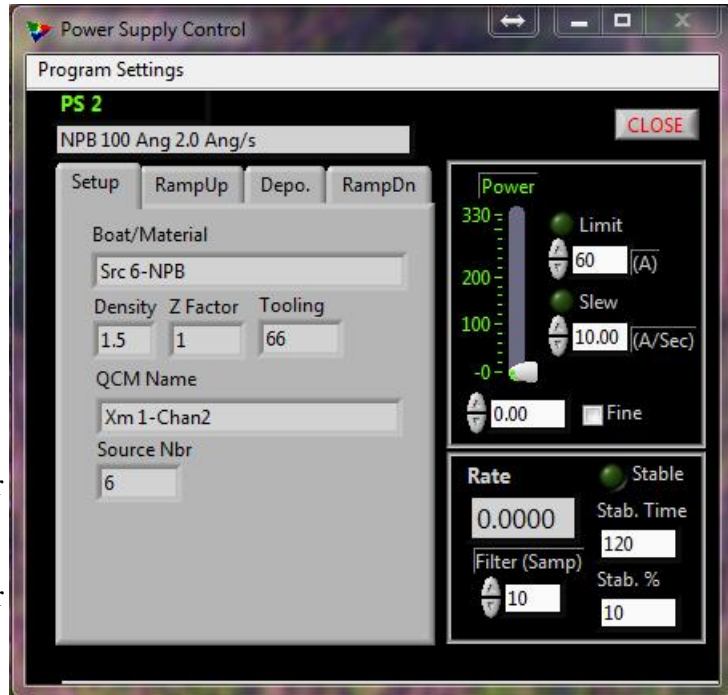 Power Supply Control
Program Settings
PS 2
CLOSE
NPB 100 Ang 2.0 Ang/s
Setup RampUp Depo. RampDn
Boat/Material
Src 6-NPB
Density Z Factor Tooling
1.5 1 66
QCM Name
Xm 1-Chan2
Source Nbr
6
Power
330
200
100
-0
Limit
60 (A)
Slew
10.00 (A/Sec)
0.00 Fine
Rate Stable
0.0000
Stab. Time
120
Filter (Samp)
10
Stab. %
10
r
r